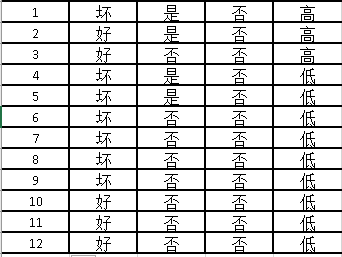 1 坏 是 否 高
2 好 是 否 高
3 好 否 否 高
4 坏 是 否 低
5 坏 是 否 低
6 坏 否 否 低
7 坏 否 否 低
8 坏 否 否 低
9 坏 否 否 低
10 好 否 否 低
11 好 否 否 低
12 好 否 否 低